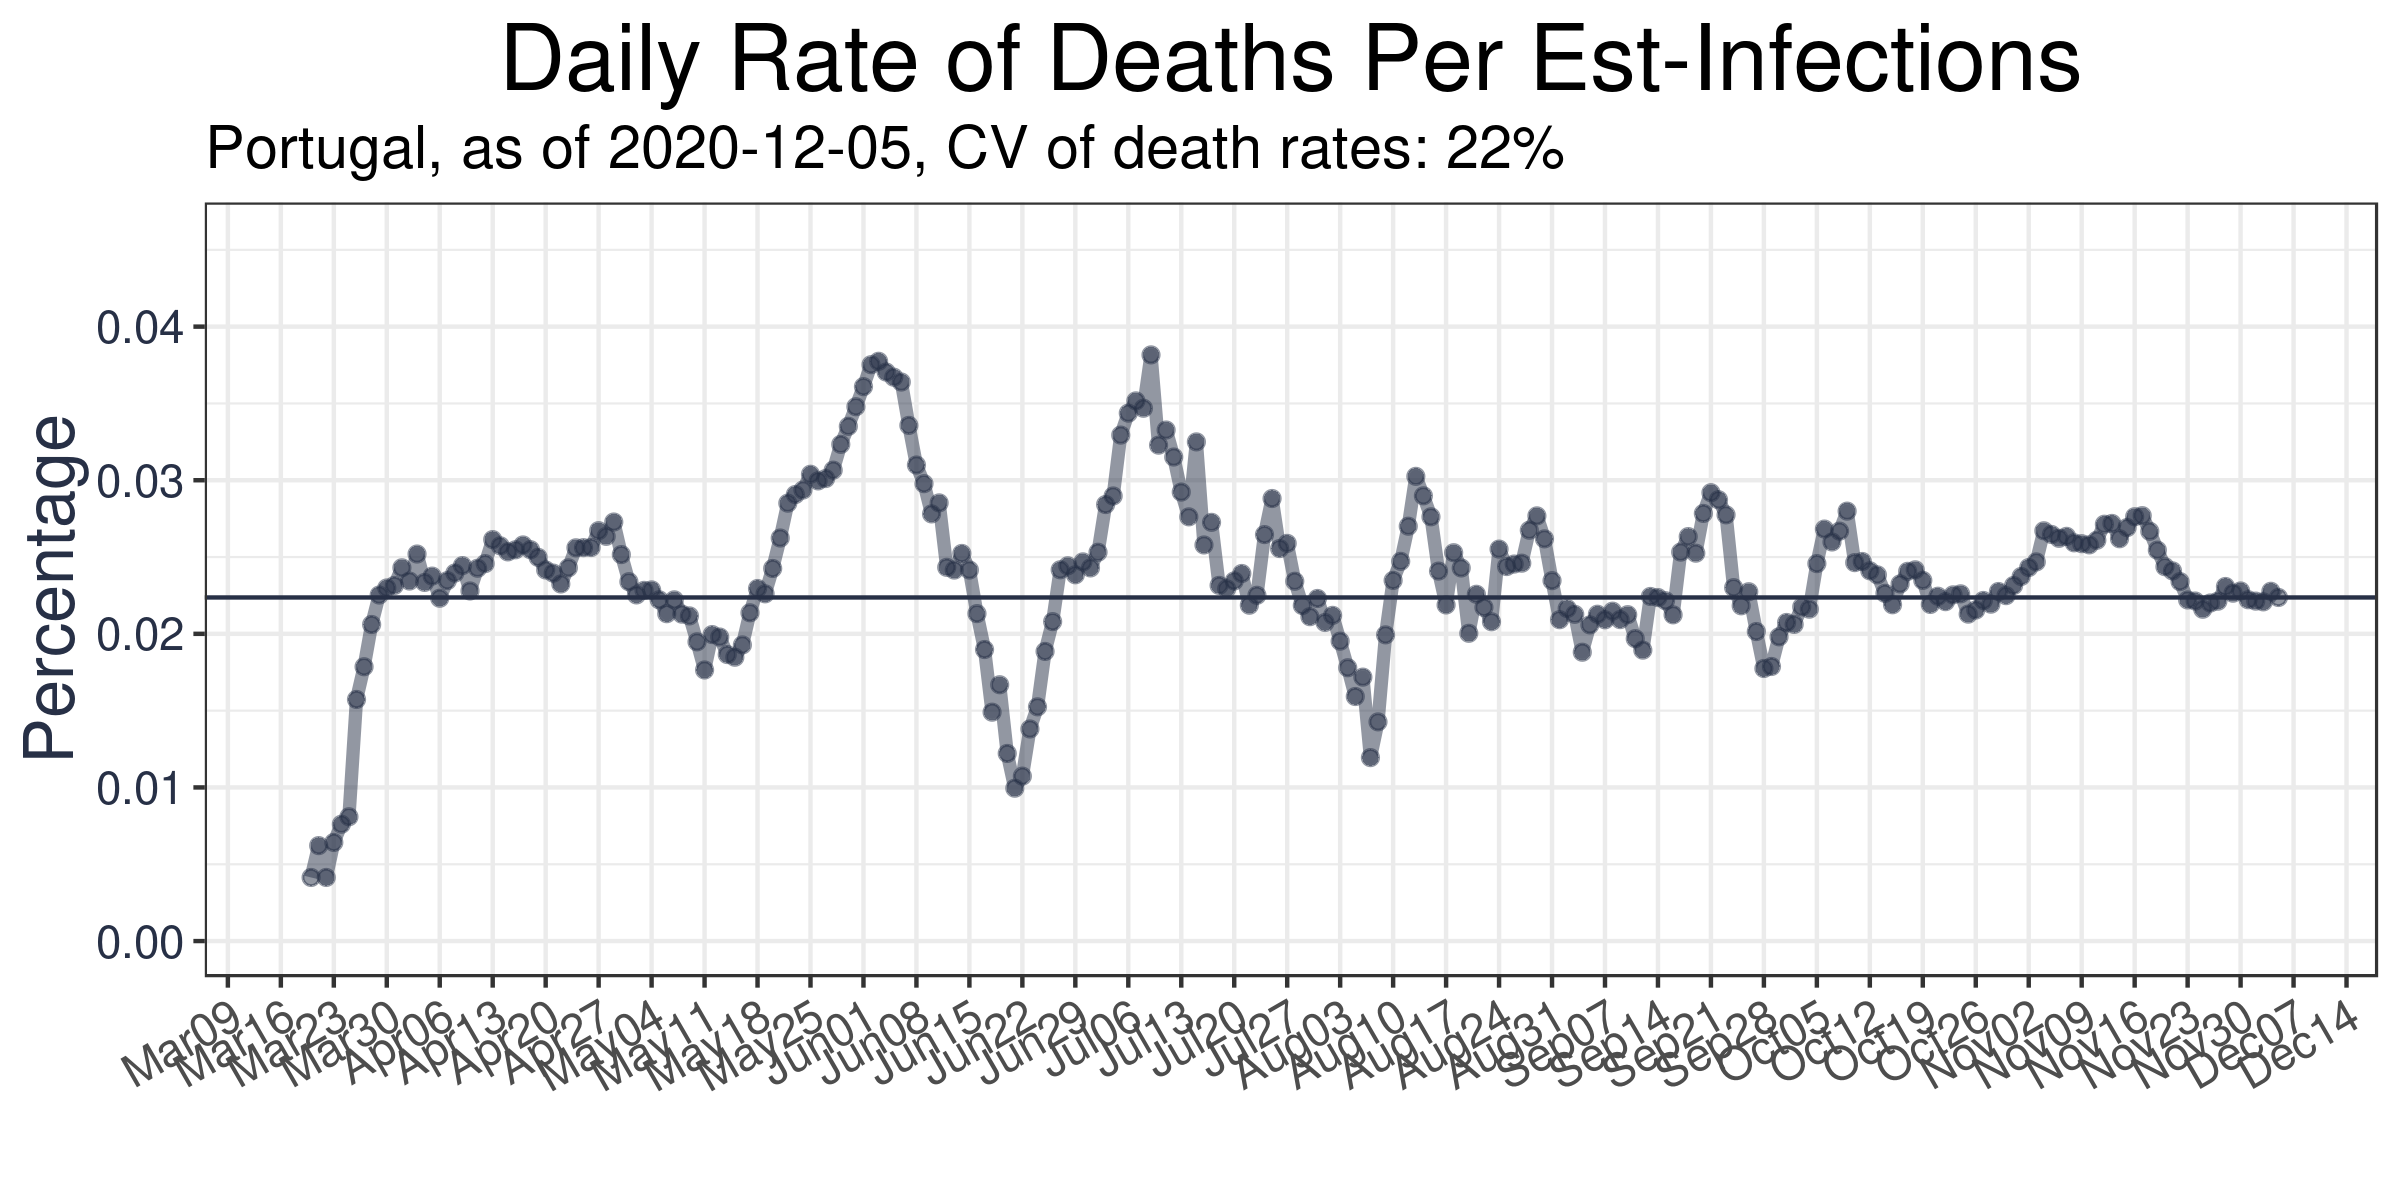 Daily Rate of Deaths Per Est-Infections
Portugal, as of 2020-12-05, CV of death rates: 22%
Percentage
0.04
0.03
0.02
0.01
0.00
Mar09
Mar16
Mar23
Mar30
Apr06
Apr13
Apr20
Apr27
May04
May11
May18
May25
Jun01
Jun08
Jun15
Jun22
Jun29
Jul06
Jul13
Jul20
Jul27
Aug03
Aug10
Aug17
Aug24
Aug31
Sep07
Sep14
Sep21
Sep28
Oct05
Oct12
Oct19
Oct26
Nov02
Nov09
Nov16
Nov23
Nov30
Dec07
Dec14